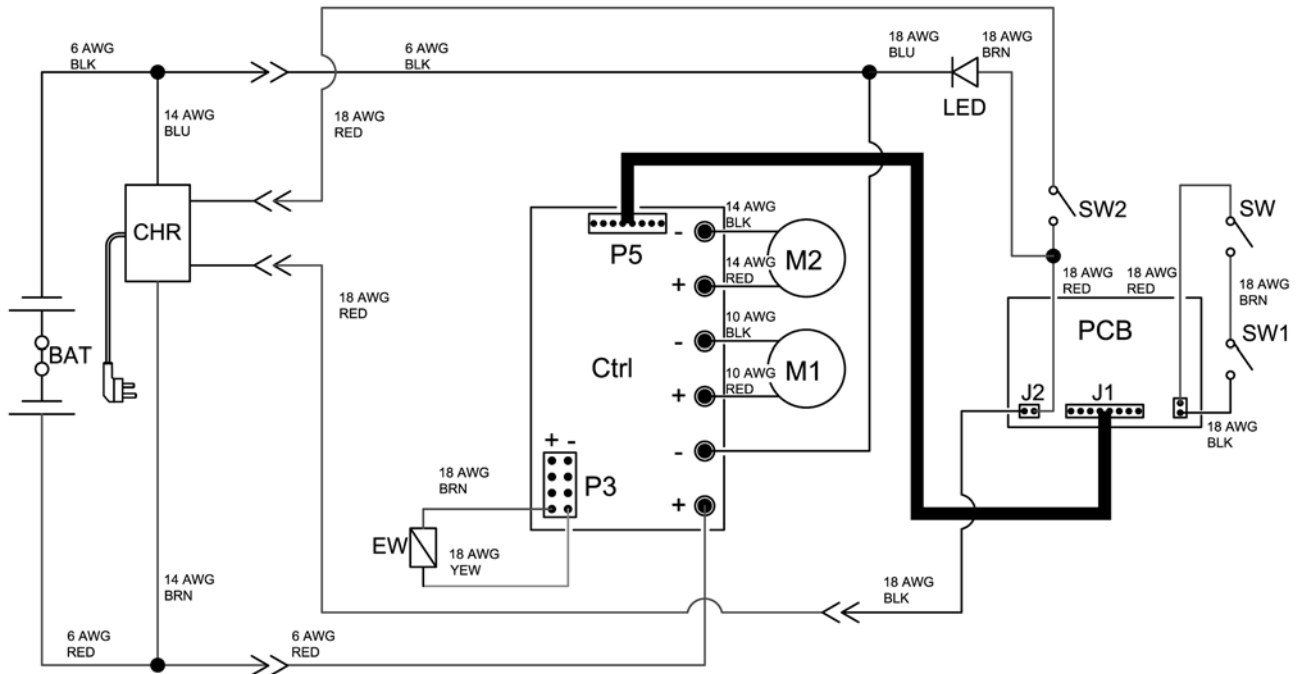 6 AWG
BLK
6 AWG
BLK
18 AWG
BLU
18 AWG
BRN
LED
14 AWG
BLU
18 AWG
RED
CHR
14 AWG
BLK
M2
SW2
SW
P5
-
14 AWG
RED
+
18 AWG
RED
18 AWG
RED
18 AWG
BRN
18 AWG
RED
10 AWG
BLK
-
PCB
SW1
BAT
Ctrl
M1
10 AWG
RED
+
J2
J1
18 AWG
BLK
+ -
-
18 AWG
BRN
P3
+
EW
18 AWG
YEW
14 AWG
BRN
18 AWG
BLK
6 AWG
RED
6 AWG
RED